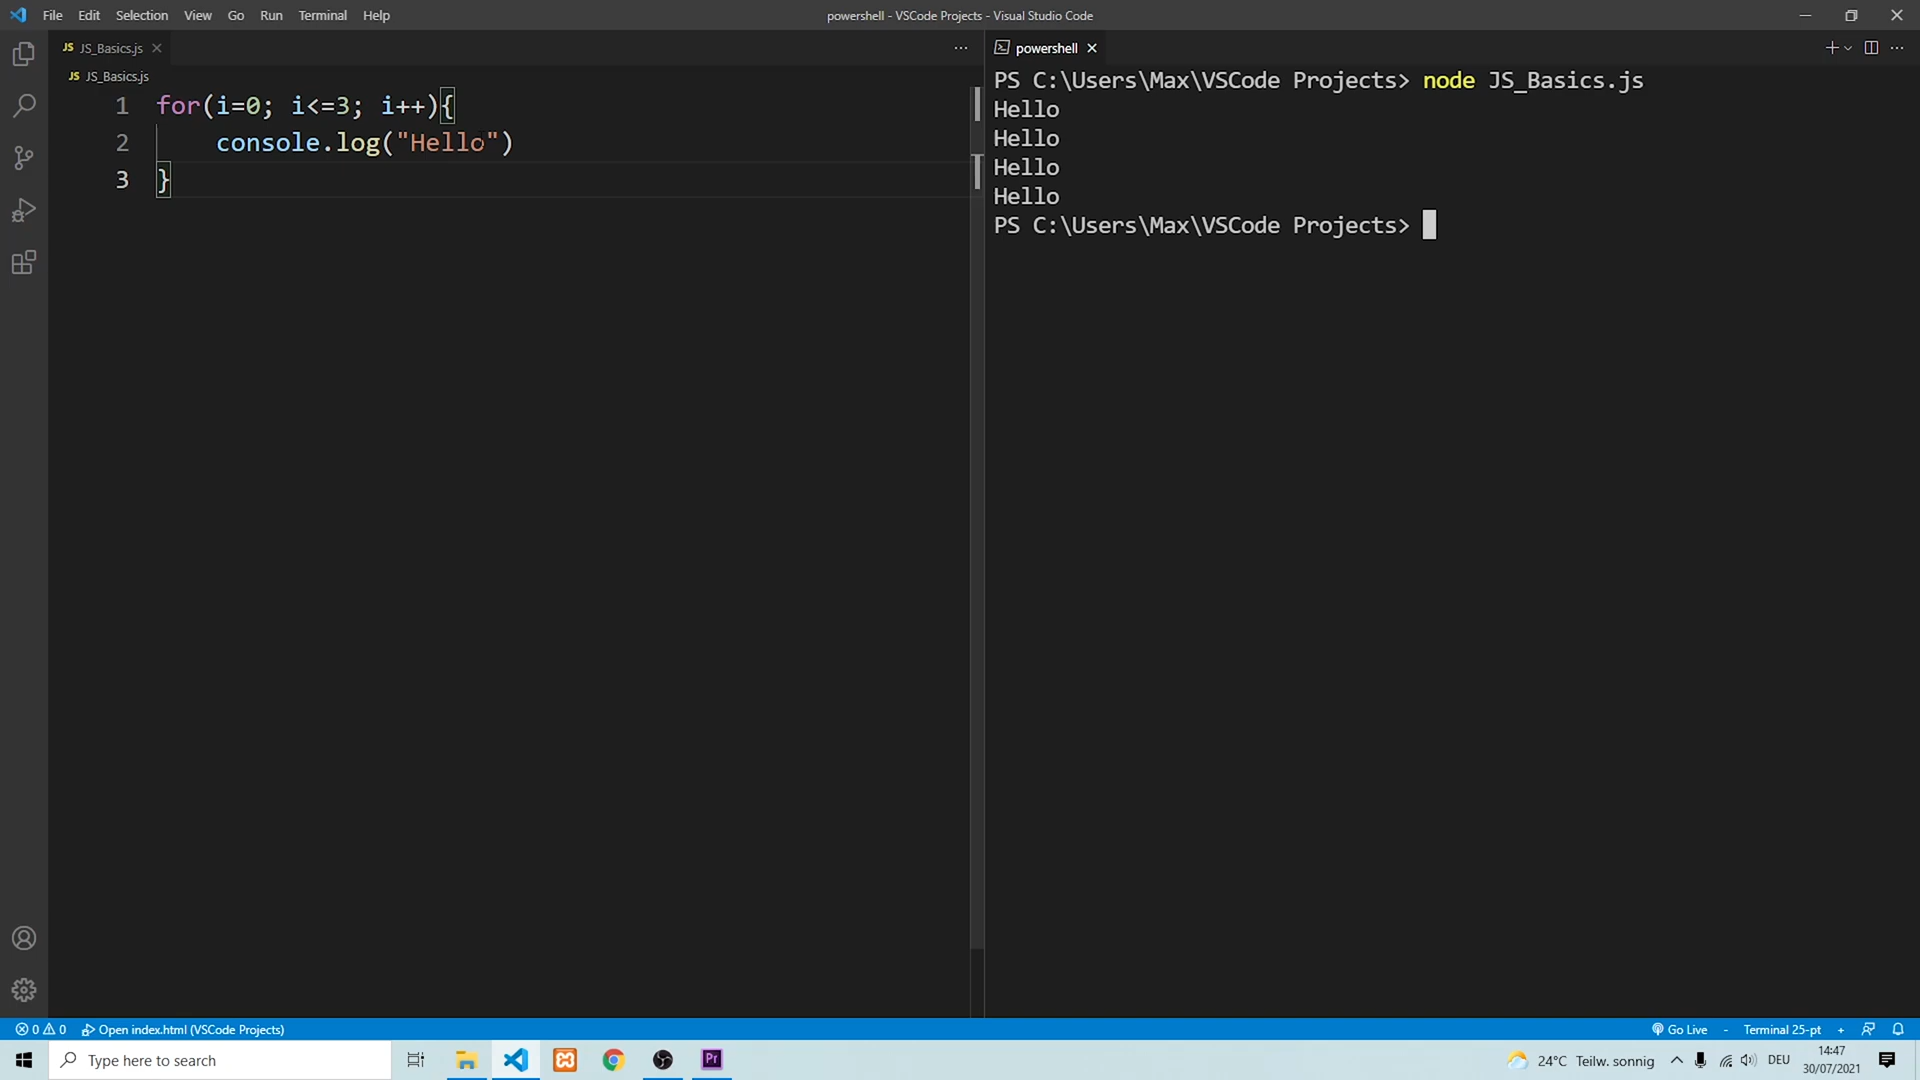 File Edit Selection View Go Run Terminal Help
powershell - VSCode Projects - Visual Studio Code
JS JS_Basics.js
JS JS_Basics.js
1 for(i=0; i<=3; i++){
2 console.log("Hello")
3 }
powershell
PS C:\Users\Max\VSCode Projects> node JS_Basics.js
Hello
Hello
Hello
Hello
PS C:\Users\Max\VSCode Projects>
0 0 Open index.html (VSCode Projects)
Go Live - Terminal 25-pt +
Type here to search
Pr
24°C Teilw. sonnig
DEU
14:47
30/07/2021